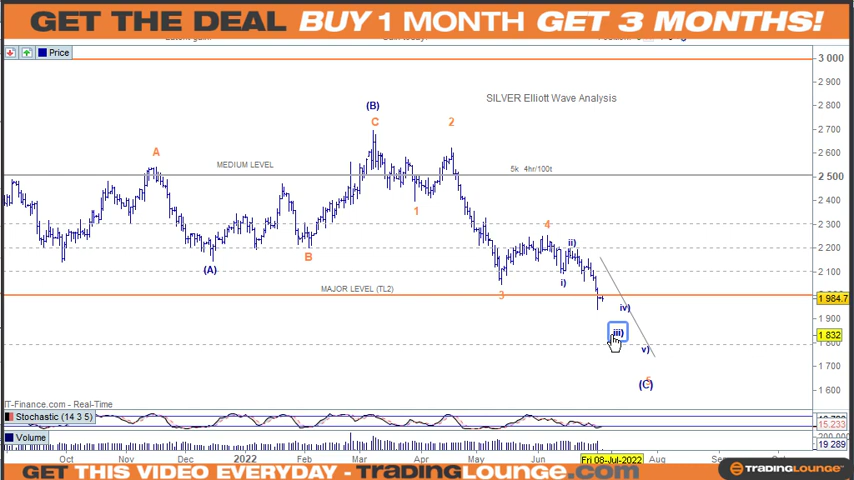 GET THE DEAL BUY 1 MONTH GET 3 MONTHS!
Price
3 000
2 900
SILVER Elliott Wave Analysis
2 800
(B)
C
2
2 700
A
2 600
MEDIUM LEVEL
5k 4hr/100t
2 500
2 400
1
2 300
4
ii)
2 200
B
(A)
2 100
i)
MAJOR LEVEL (TL2)
3
1 984.7
iv)
1 900
iii)
1 832
v)
1 700
(C)
5
1 600
IT-Finance.com - Real-Time
Stochastic (14 3 5)
15.233
Volume
19 289
Oct Nov Dec 2022 Feb Mar Apr May Jun Fri 08-Jul-2022 Aug
GET THIS VIDEO EVERYDAY - TradingLounge.com
TRADINGLOUNGE